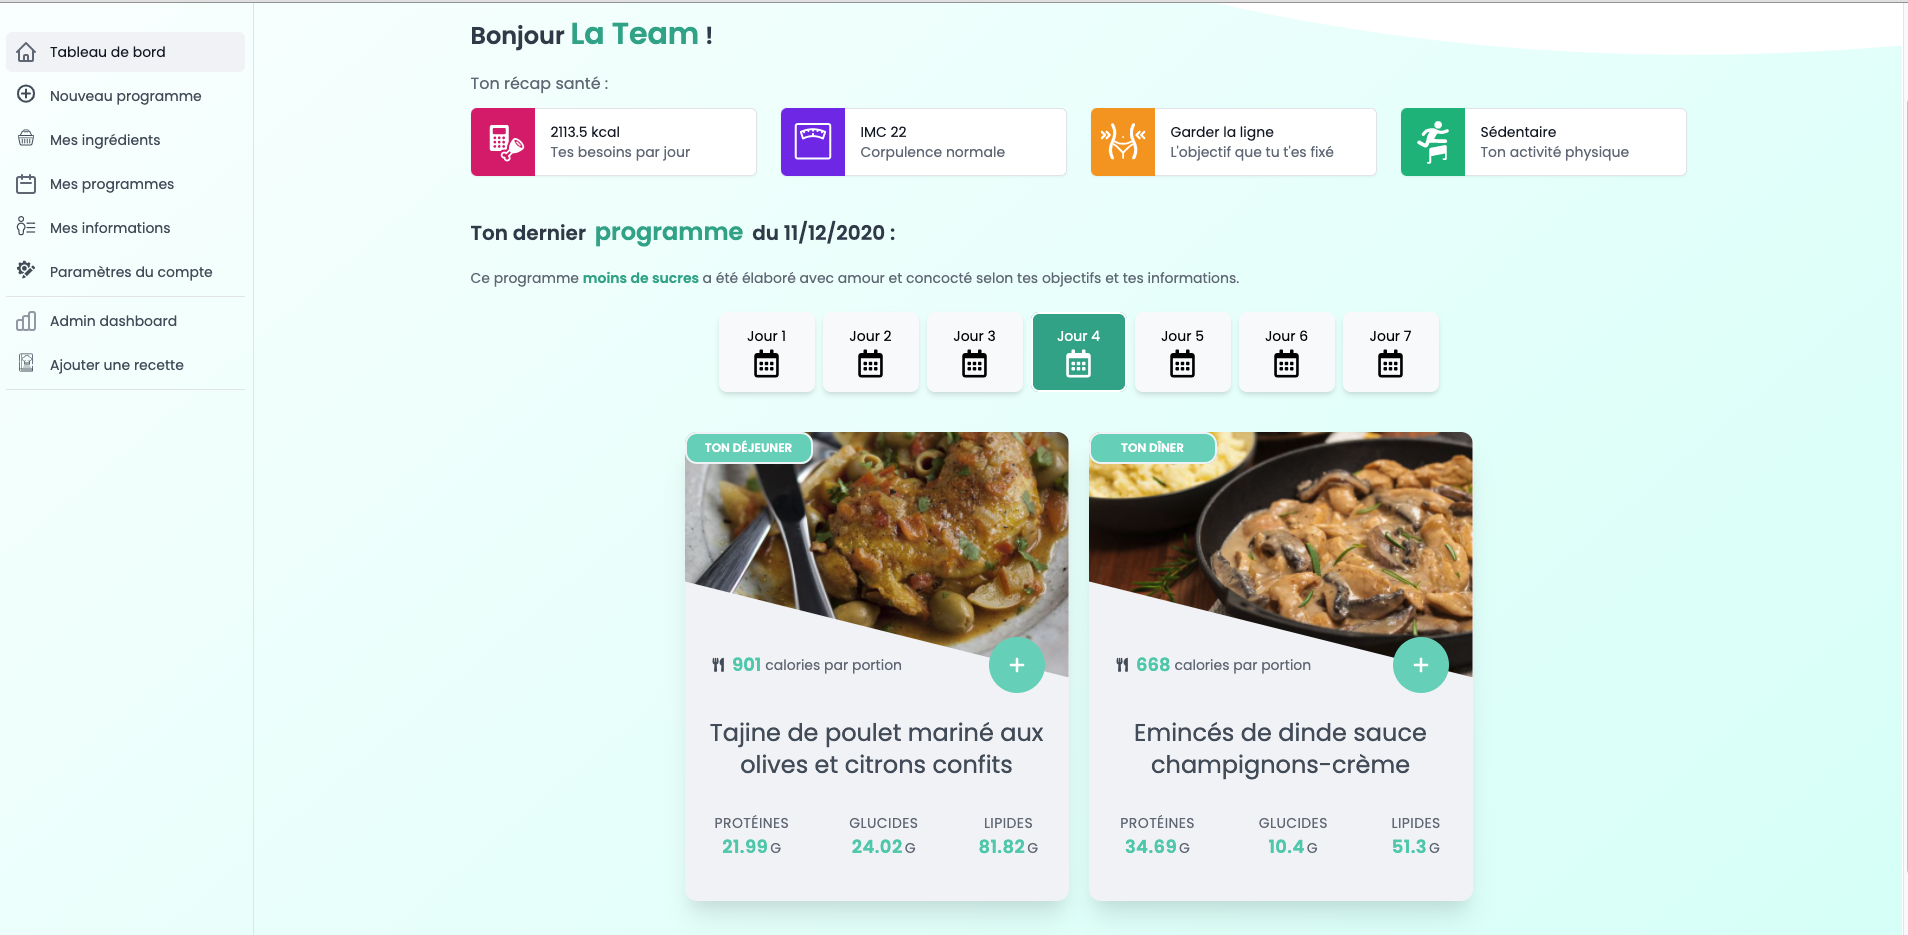 Tableau de bord
Nouveau programme
Mes ingrédients
Mes programmes
Mes informations
Paramètres du compte
Admin dashboard
Ajouter une recette
Bonjour La Team !
Ton récap santé :
2113.5 kcal
Tes besoins par jour
IMC 22
Corpulence normale
Garder la ligne
L'objectif que tu t'es fixé
Sédentaire
Ton activité physique
Ton dernier programme du 11/12/2020 :
Ce programme moins de sucres a été élaboré avec amour et concocté selon tes objectifs et tes informations.
Jour 1
Jour 2
Jour 3
Jour 4
Jour 5
Jour 6
Jour 7
TON DÉJEUNER
901 calories par portion
+
Tajine de poulet mariné aux
olives et citrons confits
PROTÉINES GLUCIDES LIPIDES
21.99 G 24.02 G 81.82 G
TON DÎNER
668 calories par portion
+
Emincés de dinde sauce
champignons-crème
PROTÉINES GLUCIDES LIPIDES
34.69 G 10.4 G 51.3 G